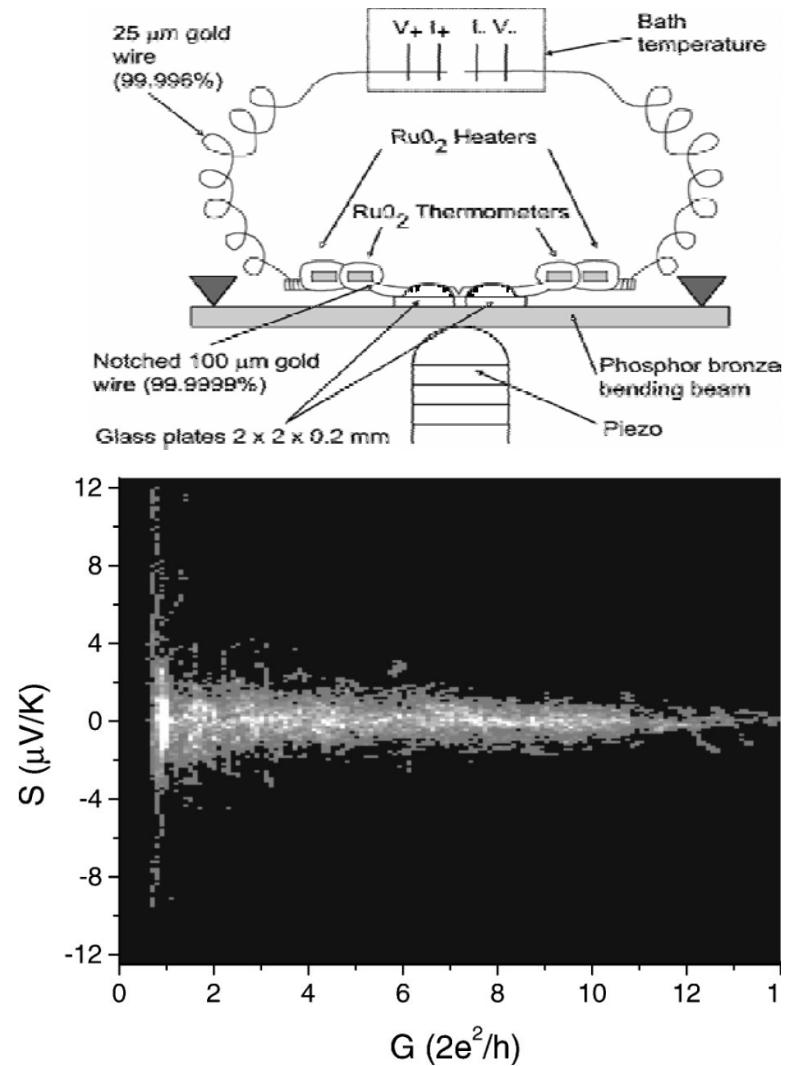 25 μm gold
wire
(99.996%)
V+ I+ I.. V..
Bath
temperature
Ru0₂ Heaters
Ru0₂ Thermometers
Notched 100 μm gold
wire (99.9999%)
Glass plates 2 x 2 x 0.2 mm
Phosphor bronze
bending beam
Piezo
12
8
4
0
-4
-8
-12
S (μV/K)
0 2 4 6 8 10 12 1
G (2e²/h)